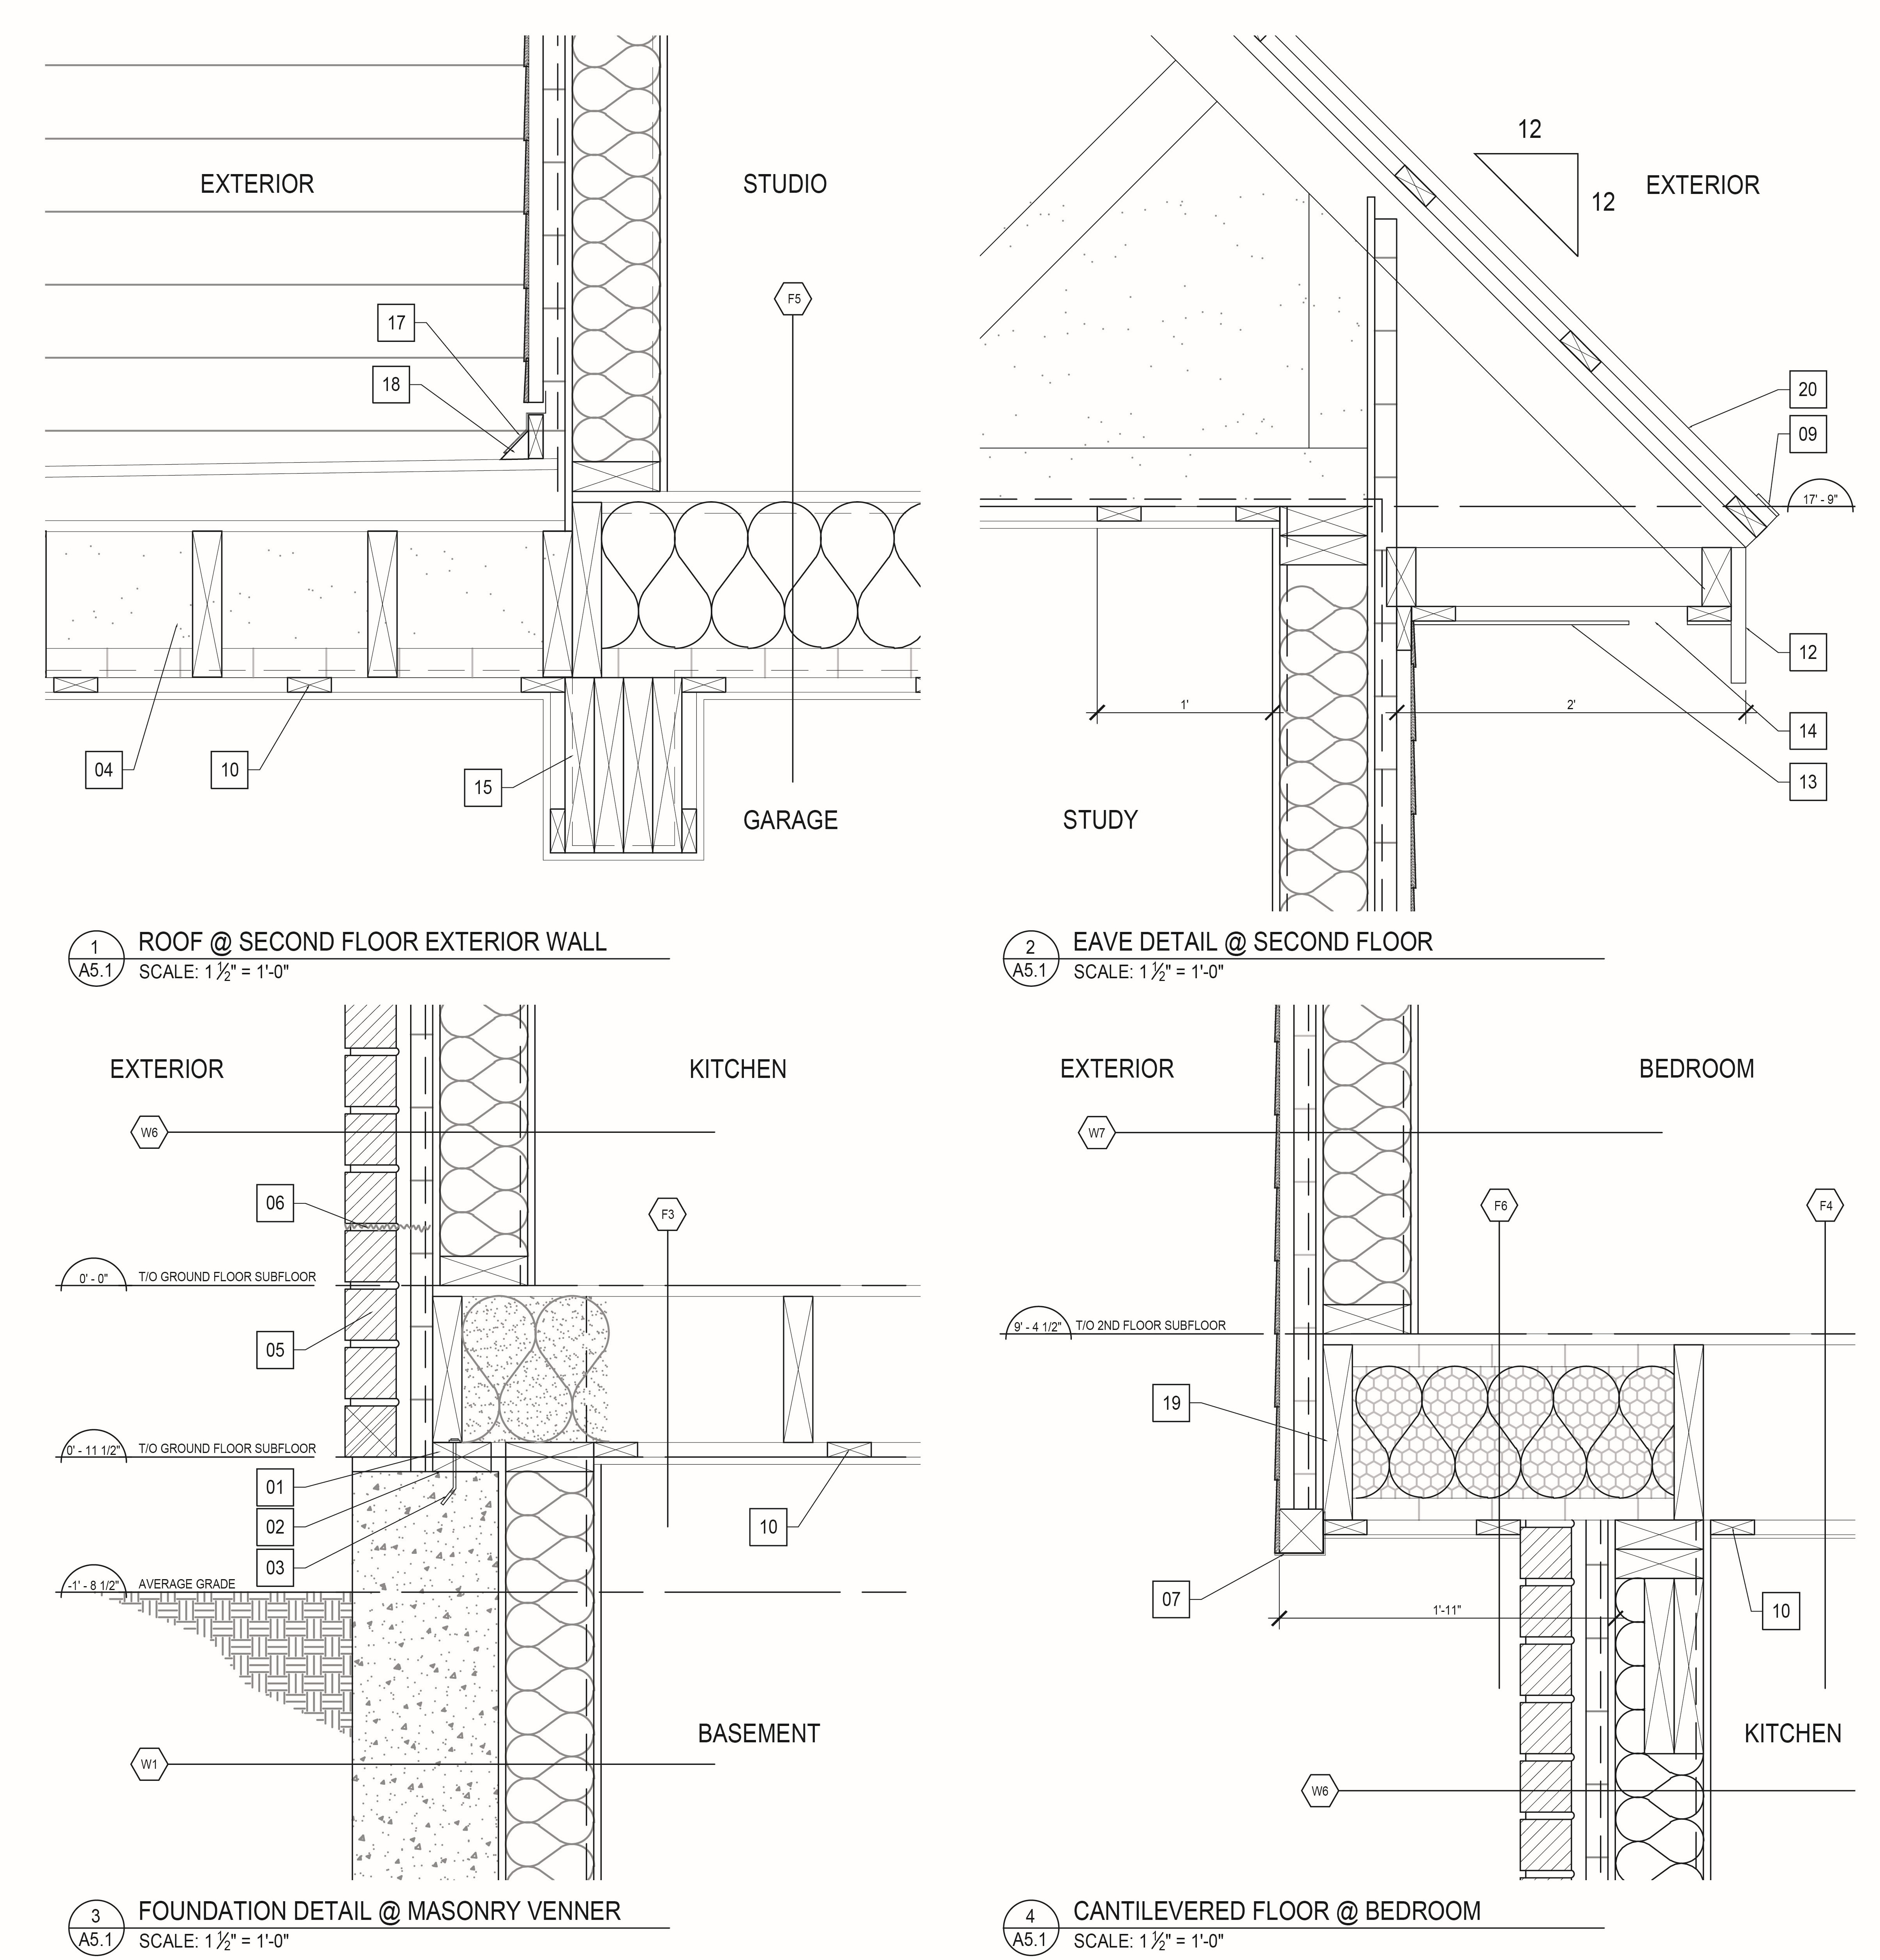 EXTERIOR
STUDIO
F5
17
18
04
10
15
GARAGE
1
A5.1
ROOF @ SECOND FLOOR EXTERIOR WALL
SCALE: 1 1/2" = 1'-0"
12
12
EXTERIOR
20
09
17' - 9"
12
1'
2'
14
13
STUDY
2
A5.1
EAVE DETAIL @ SECOND FLOOR
SCALE: 1 1/2" = 1'-0"
EXTERIOR
KITCHEN
W6
06
F3
0' - 0"
T/O GROUND FLOOR SUBFLOOR
05
0' - 11 1/2"
T/O GROUND FLOOR SUBFLOOR
01
02
03
10
-1' - 8 1/2"
AVERAGE GRADE
BASEMENT
W1
3
A5.1
FOUNDATION DETAIL @ MASONRY VENNER
SCALE: 1 1/2" = 1'-0"
EXTERIOR
BEDROOM
W7
F6
F4
9' - 4 1/2"
T/O 2ND FLOOR SUBFLOOR
19
07
1'-11"
10
KITCHEN
W6
4
A5.1
CANTILEVERED FLOOR @ BEDROOM
SCALE: 1 1/2" = 1'-0"